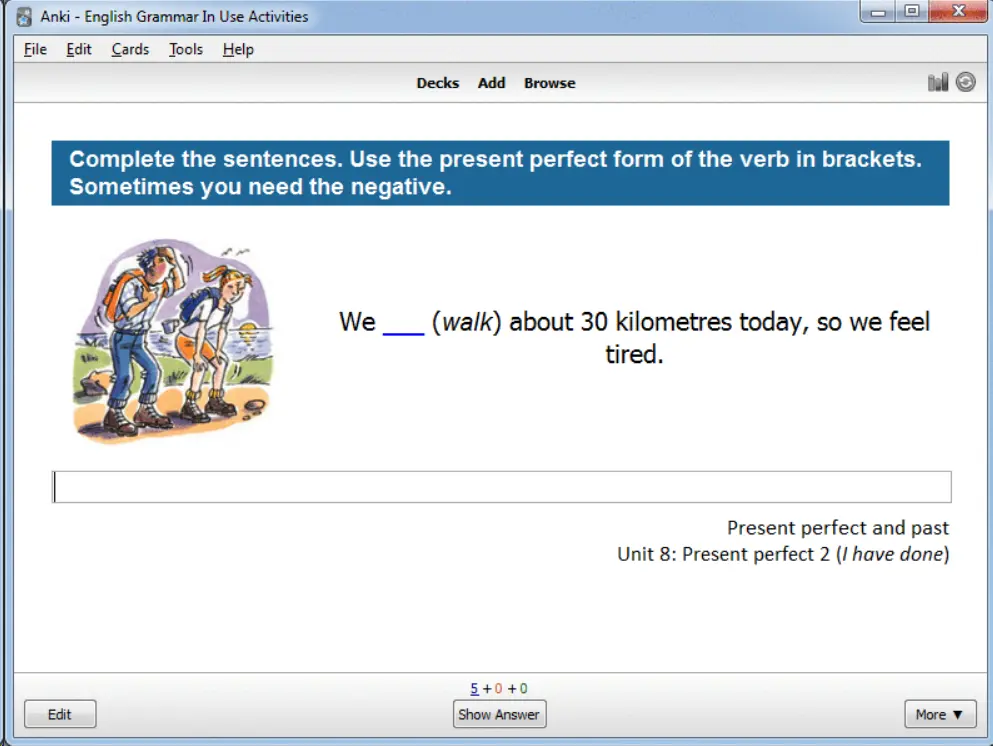 Anki - English Grammar In Use Activities
File Edit Cards Tools Help
Decks Add Browse
Complete the sentences. Use the present perfect form of the verb in brackets.
Sometimes you need the negative.
We ___ (walk) about 30 kilometres today, so we feel
tired.
Present perfect and past
Unit 8: Present perfect 2 (I have done)
5 + 0 + 0
Edit Show Answer More ▼